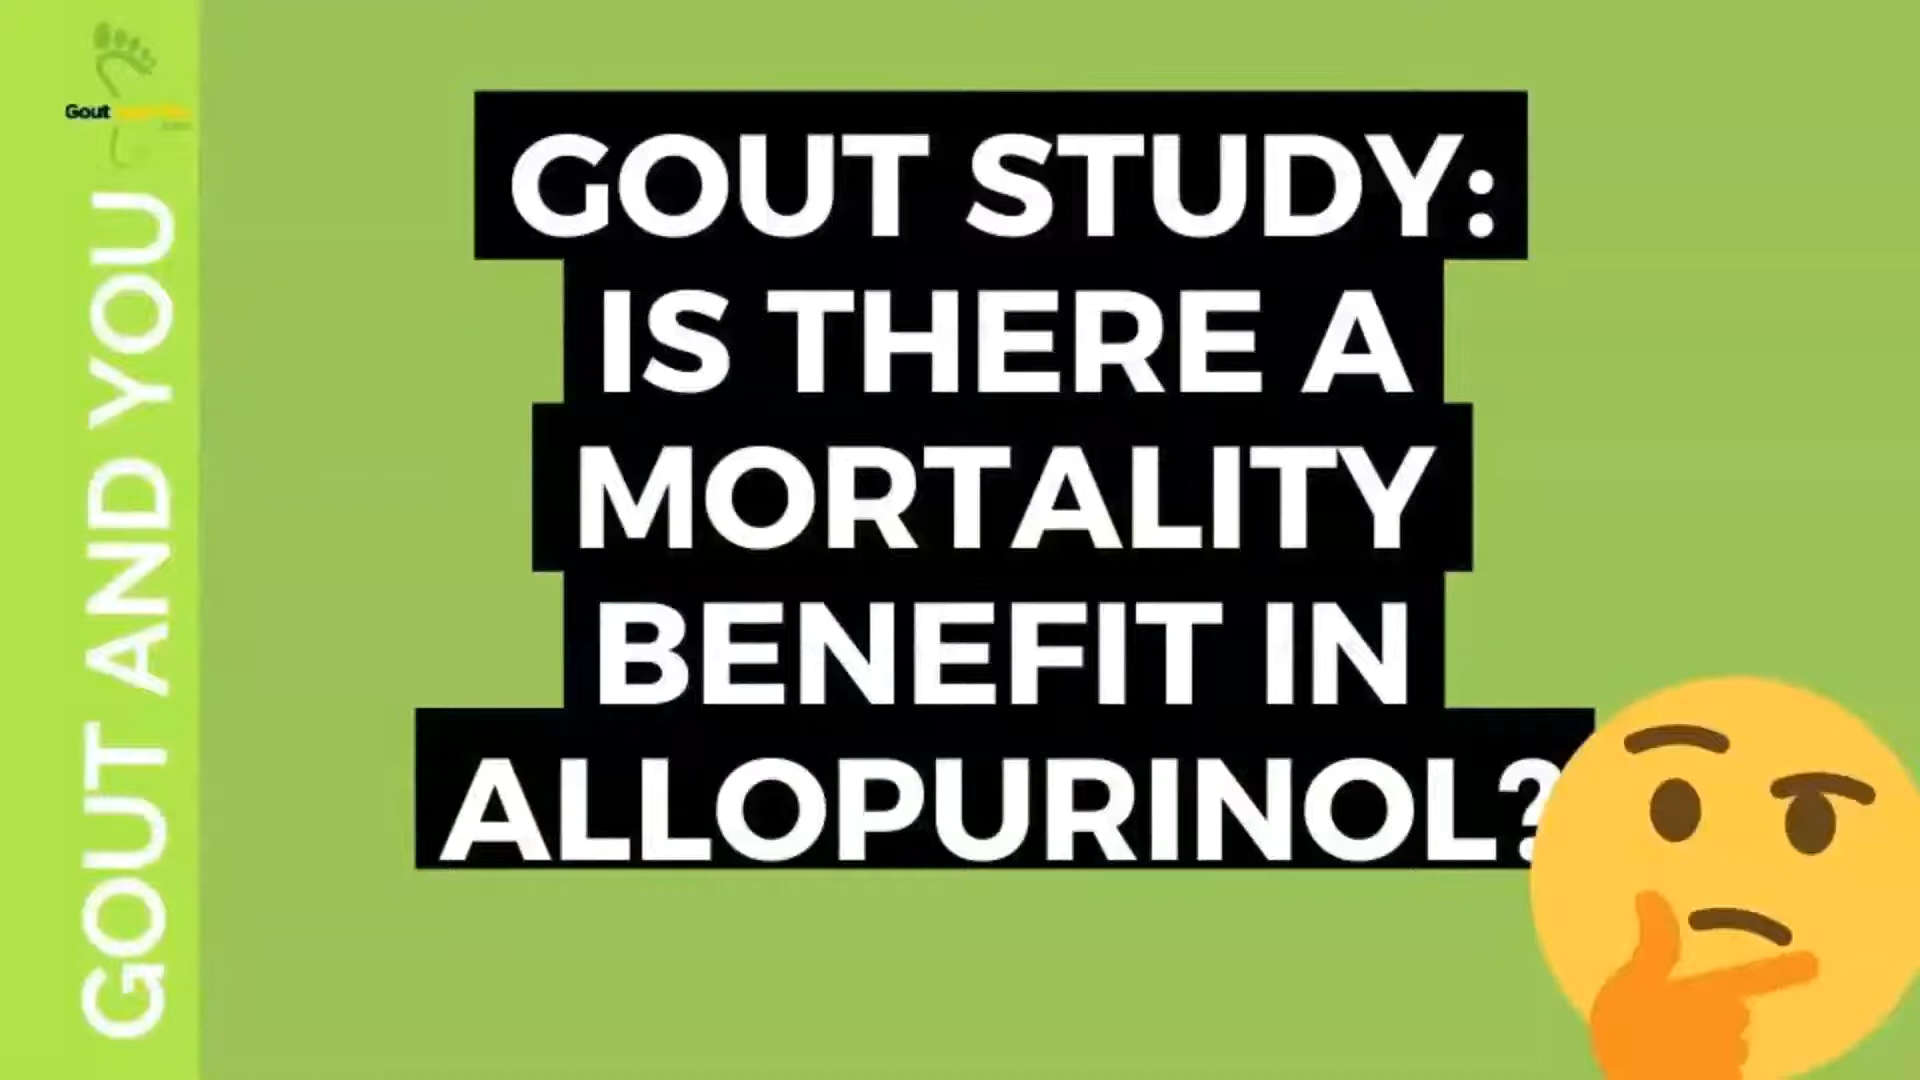 Gout
GOUT AND YOU
GOUT STUDY:
IS THERE A
MORTALITY
BENEFIT IN
ALLOPURINOL?